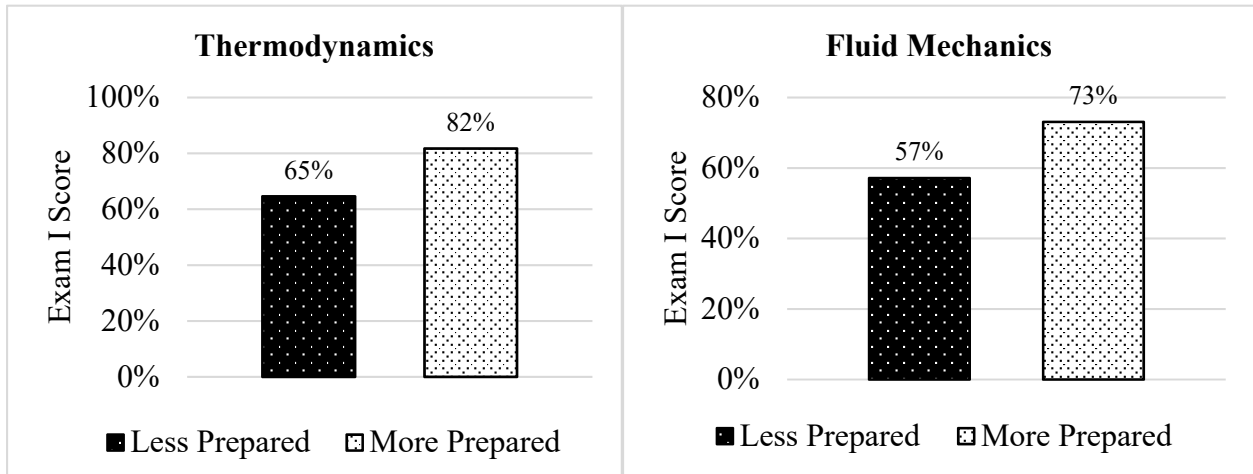 Thermodynamics
Exam I Score
100%
80%
60%
40%
20%
0%
65%
82%
Less Prepared More Prepared
Fluid Mechanics
Exam I Score
80%
60%
40%
20%
0%
57%
73%
Less Prepared More Prepared